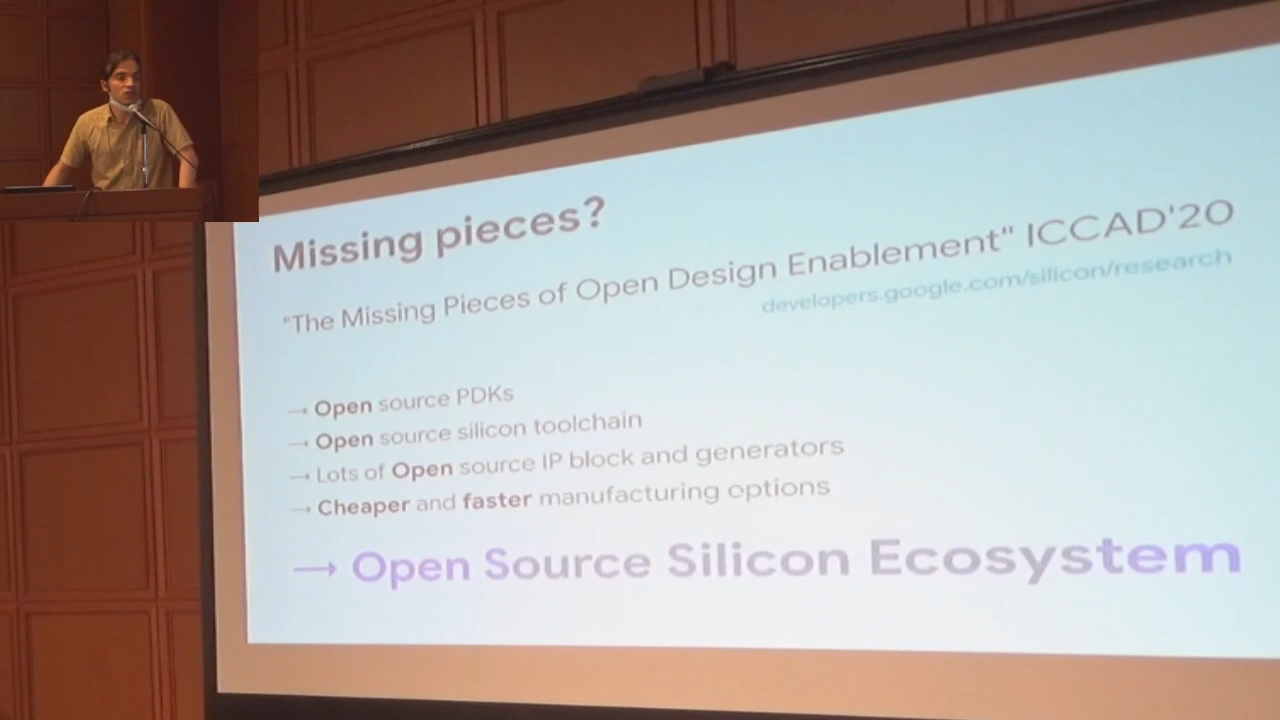 Missing pieces?
"The Missing Pieces of Open Design Enablement" ICCAD'20
developers.google.com/silicon/research
→ Open source PDKs
→ Open source silicon toolchain
→ Lots of Open source IP block and generators
→ Cheaper and faster manufacturing options
→ Open Source Silicon Ecosystem